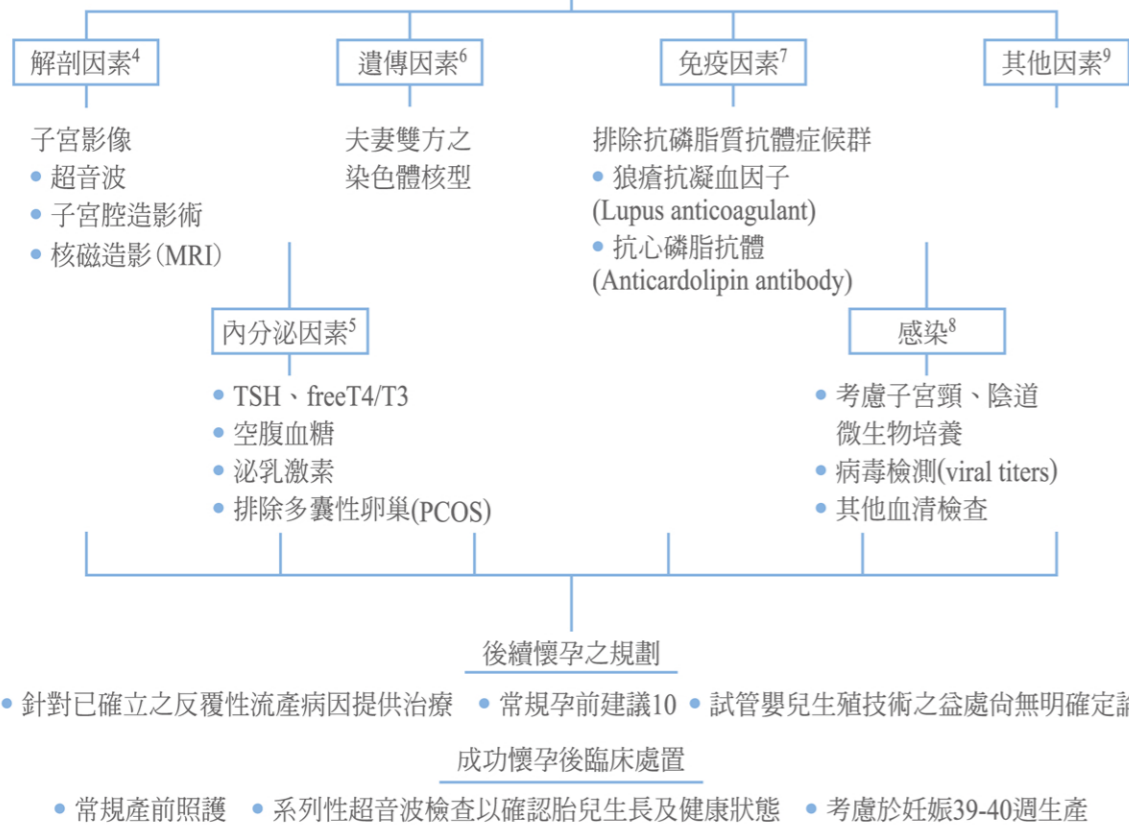 解剖因素4
遺傳因素6
免疫因素7
其他因素9
子宮影像
• 超音波
• 子宮腔造影術
• 核磁造影(MRI)
夫妻雙方之
染色體核型
排除抗磷脂質抗體症候群
• 狼瘡抗凝血因子
(Lupus anticoagulant)
• 抗心磷脂抗體
(Anticardolipin antibody)
內分泌因素5
• TSH、freeT4/T3
• 空腹血糖
• 泌乳激素
• 排除多囊性卵巢(PCOS)
感染8
• 考慮子宮頸、陰道
微生物培養
• 病毒檢測(viral titers)
• 其他血清檢查
後續懷孕之規劃
• 針對已確立之反覆性流產病因提供治療 • 常規孕前建議10 • 試管嬰兒生殖技術之益處尚無明確定論
成功懷孕後臨床處置
• 常規產前照護 • 系列性超音波檢查以確認胎兒生長及健康狀態 • 考慮於妊娠39-40週生產